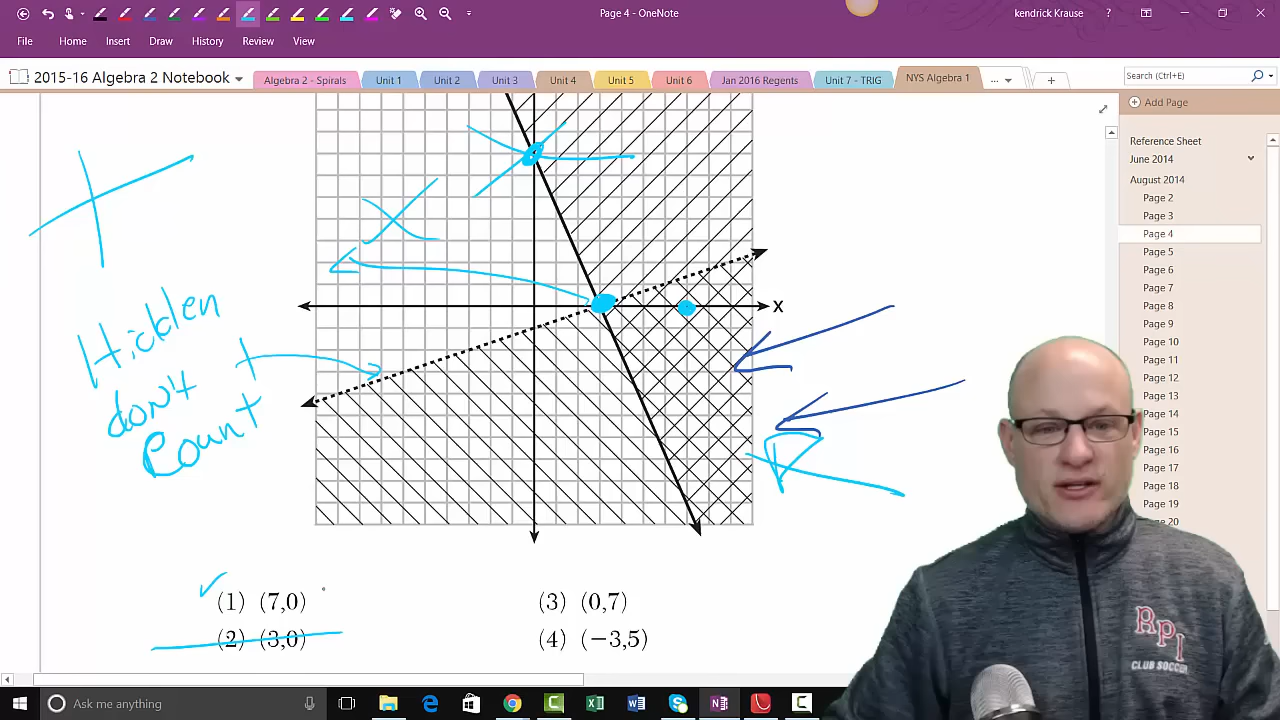 Page 4 - OneNote
kendrick Krause
?
File
Home
Insert
Draw
History
Review
View
2015-16 Algebra 2 Notebook
Algebra 2 - Spirals
Unit 1
Unit 2
Unit 3
Unit 4
Unit 5
Unit 6
Jan 2016 Regents
Unit 7 - TRIG
NYS Algebra 1
...
Search (Ctrl+E)
Add Page
Reference Sheet
June 2014
August 2014
Page 2
Page 3
Page 4
Page 5
Page 6
Page 7
Page 8
Page 9
Page 10
Page 11
Page 12
Page 13
Page 14
Page 15
Page 16
Page 17
Page 18
Page 19
20
X
Hidden
don't
Count
(1) (7,0)
(2) (3,0)
(3) (0,7)
(4) (−3,5)
RPI
CLUB SOCCER
Ask me anything